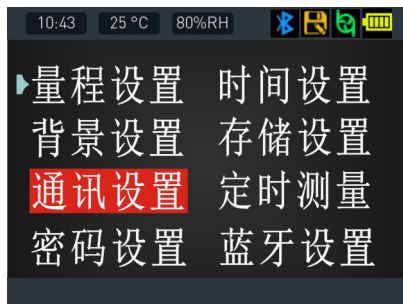 10:43 25 °C 80%RH
量程设置 时间设置
背景设置 存储设置
通讯设置 定时测量
密码设置 蓝牙设置